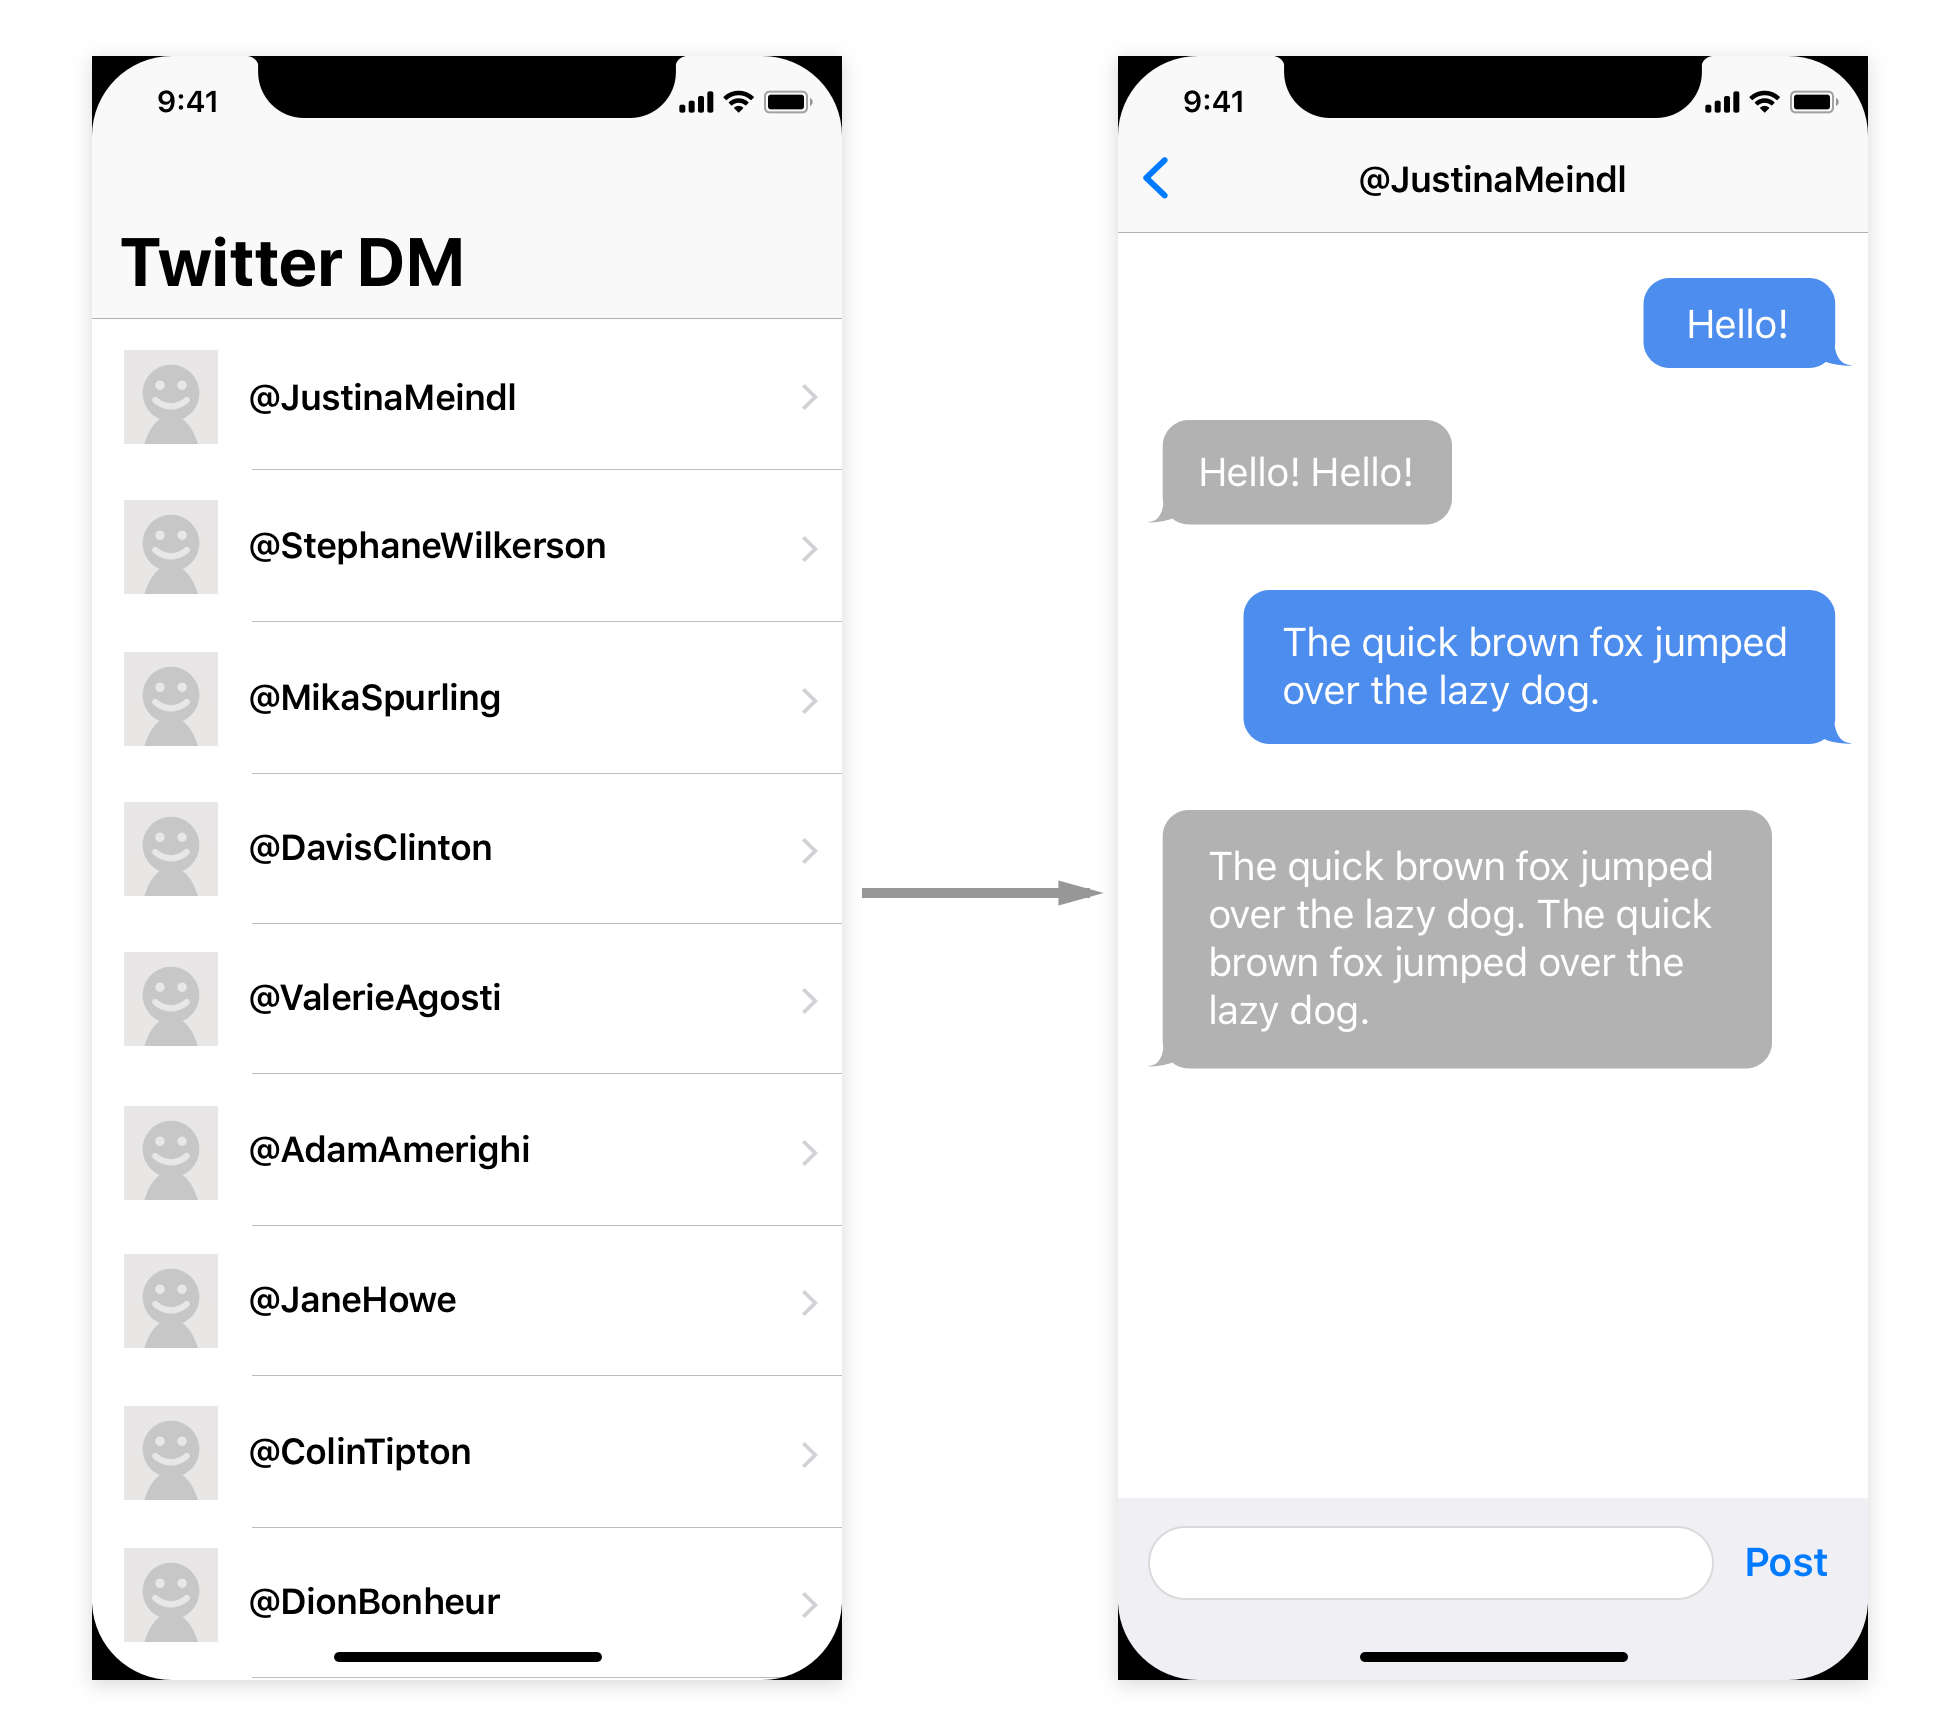 9:41
Twitter DM
@JustinaMeindl
@StephaneWilkerson
@MikaSpurling
@DavisClinton
@ValerieAgosti
@AdamAmerighi
@JaneHowe
@ColinTipton
@DionBonheur
9:41
@JustinaMeindl
Hello!
Hello! Hello!
The quick brown fox jumped
over the lazy dog.
The quick brown fox jumped
over the lazy dog. The quick
brown fox jumped over the
lazy dog.
Post